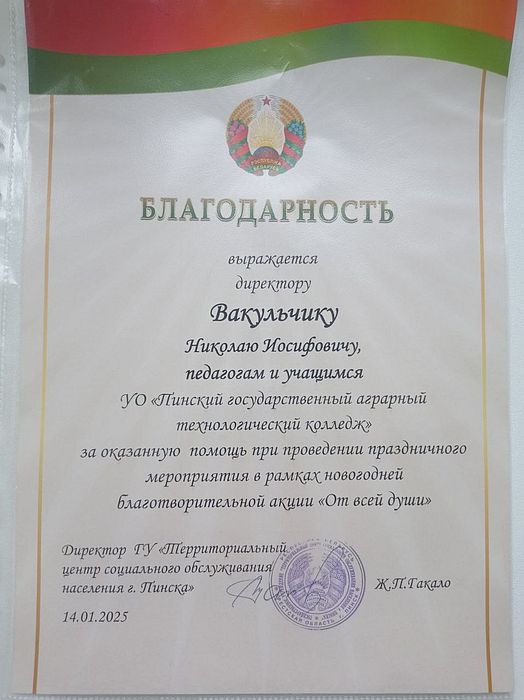 РЭСПУБЛІКА
БЕЛАРУСЬ
БЛАГОДАРНОСТЬ
выражается
директору
Вакульчику
Николаю Иосифовичу,
педагогам и учащимся
УО «Пинский государственный аграрный
технологический колледж»
за оказанную помощь при проведении праздничного
мероприятия в рамках новогодней
благотворительной акции «От всей души»
Директор ГУ «Территориальный
центр социального обслуживания
населения г. Пинска»
Ж.П.Гакало
14.01.2025